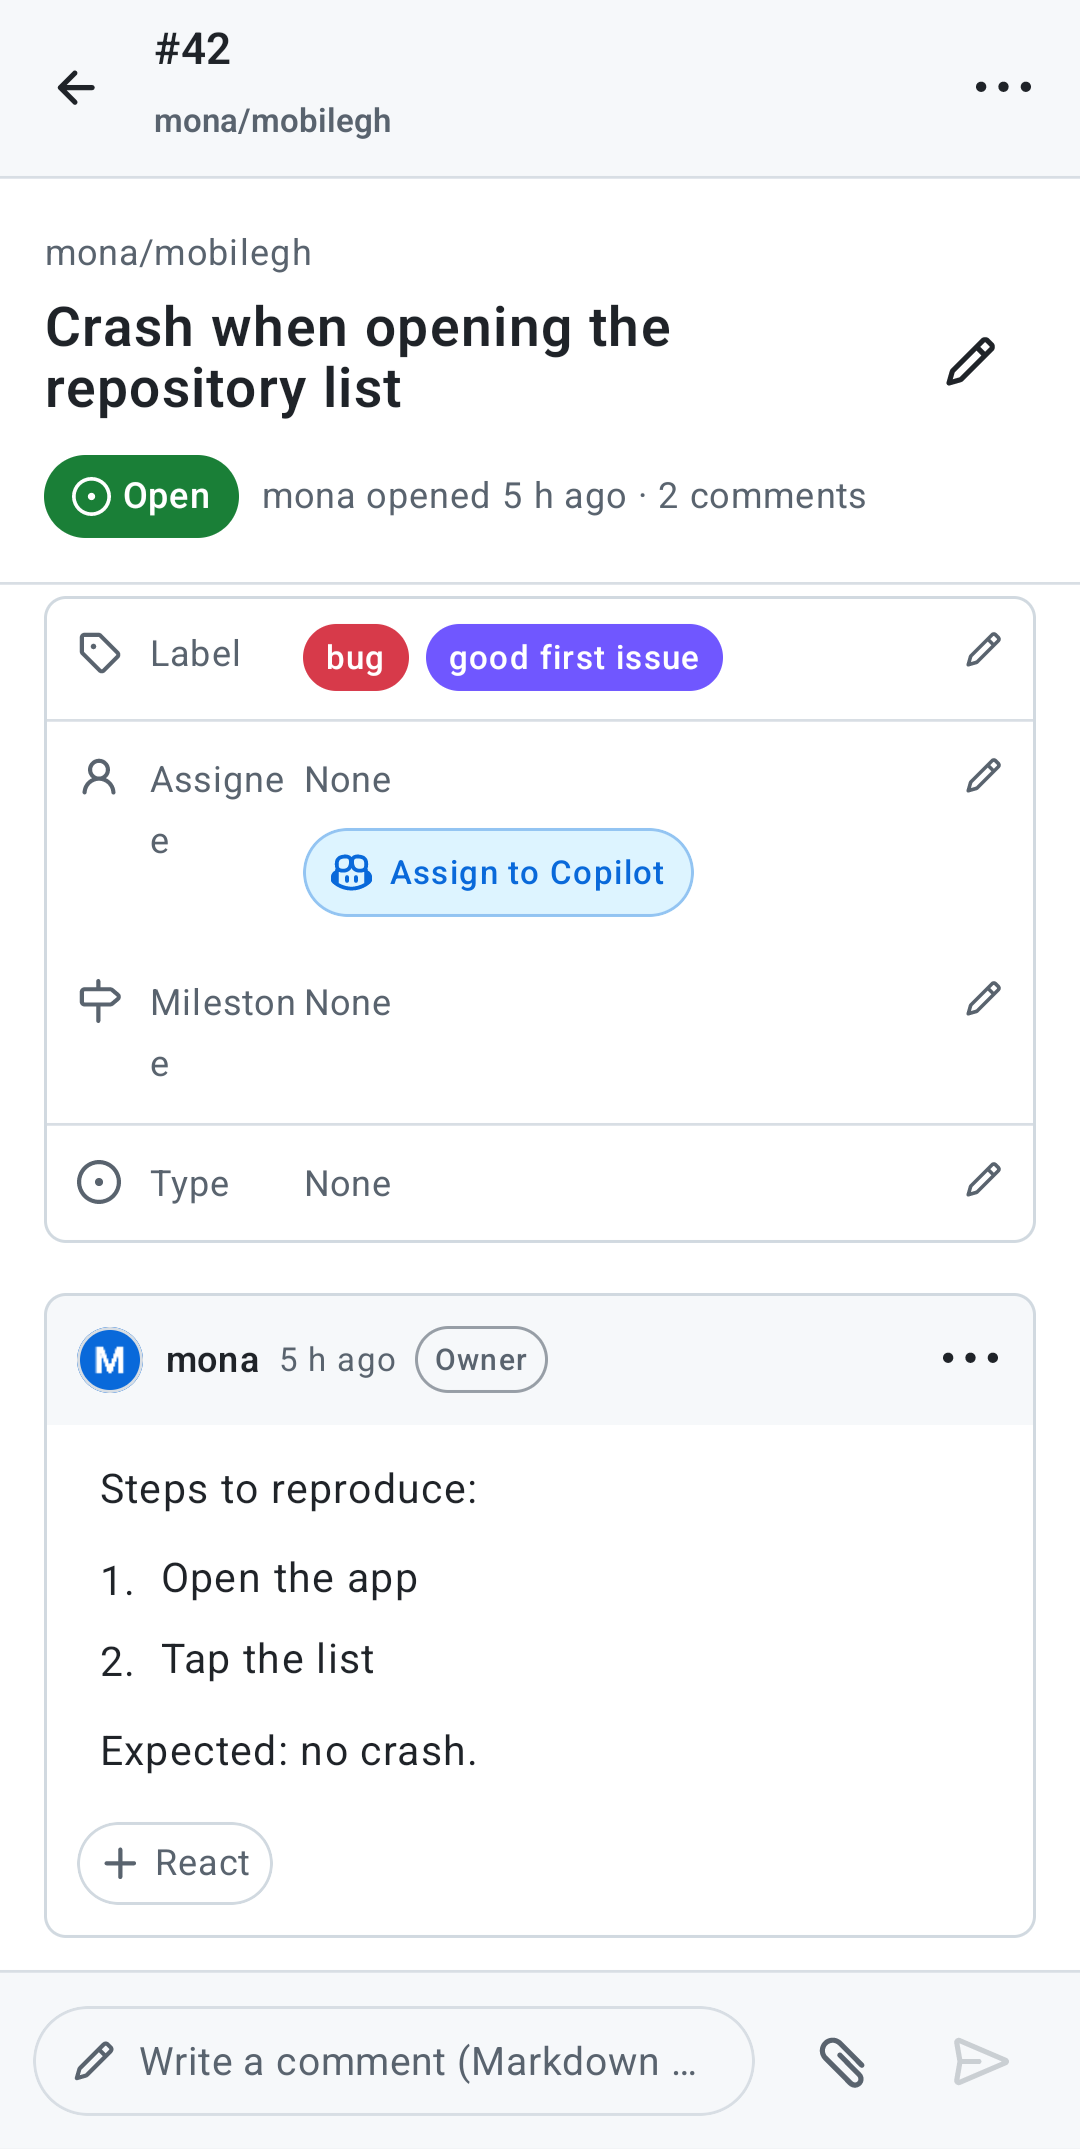 #42
mona/mobilegh
mona/mobilegh
Crash when opening the
repository list
Open
mona opened 5 h ago · 2 comments
Label
bug
good first issue
Assigne
e
None
Assign to Copilot
Mileston
e
None
Type
None
M
mona
5 h ago
Owner
Steps to reproduce:
1. Open the app
2. Tap the list
Expected: no crash.
React
Write a comment (Markdown ...